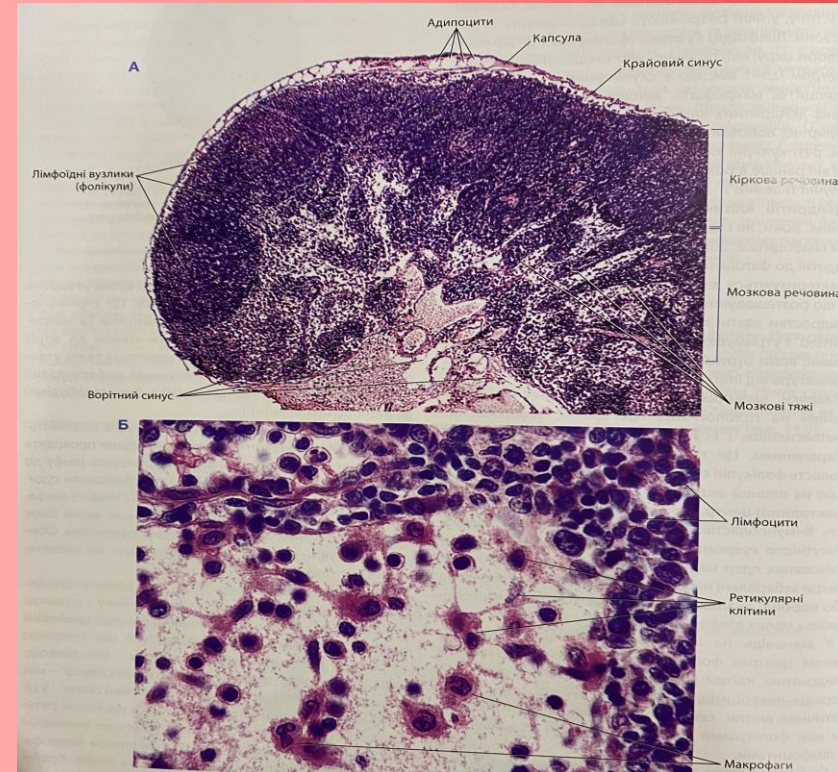 Адипоцити
Капсула
А
Крайовий синус
Лімфоїдні вузлики
(фолікули)
Кіркова речовина
Мозкова речовина
Ворітний синус
Мозкові тяжі
Б
Лімфоцити
Ретикулярні
клітини
Макрофаги